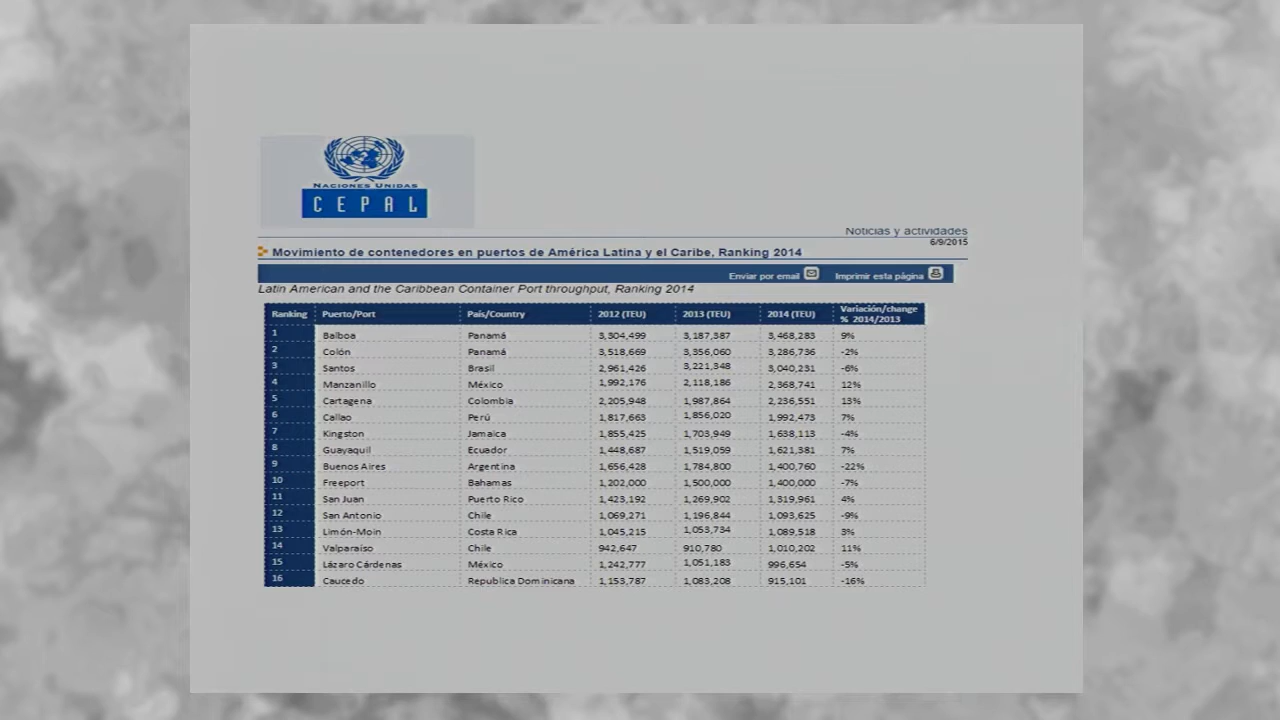 NACIONES UNIDAS
CEPAL
Noticias y actividades
6/9/2015
Movimiento de contenedores en puertos de América Latina y el Caribe, Ranking 2014
Enviar por email Imprimir esta página
Latin American and the Caribbean Container Port throughput, Ranking 2014
Ranking Puerto/Port País/Country 2012 (TEU) 2013 (TEU) 2014 (TEU) Variación/change % 2014/2013
1 Balboa Panamá 3,304,499 3,187,387 3,468,283 9%
2 Colón Panamá 3,518,669 3,356,060 3,286,736 -2%
3 Santos Brasil 2,961,426 3,221,348 3,040,231 -6%
4 Manzanillo México 1,992,176 2,118,186 2,368,741 12%
5 Cartagena Colombia 2,205,948 1,987,864 2,236,551 13%
6 Callao Perú 1,817,663 1,856,020 1,992,473 7%
7 Kingston Jamaica 1,855,425 1,703,949 1,638,113 -4%
8 Guayaquil Ecuador 1,448,687 1,519,059 1,621,381 7%
9 Buenos Aires Argentina 1,656,428 1,784,800 1,400,760 -22%
10 Freeport Bahamas 1,202,000 1,500,000 1,400,000 -7%
11 San Juan Puerto Rico 1,423,192 1,269,902 1,319,961 4%
12 San Antonio Chile 1,069,271 1,196,844 1,093,625 -9%
13 Limón-Moin Costa Rica 1,045,215 1,053,734 1,089,518 3%
14 Valparaíso Chile 942,647 910,780 1,010,202 11%
15 Lázaro Cárdenas México 1,242,777 1,051,183 996,654 -5%
16 Caucedo Republica Dominicana 1,153,787 1,083,208 915,101 -16%